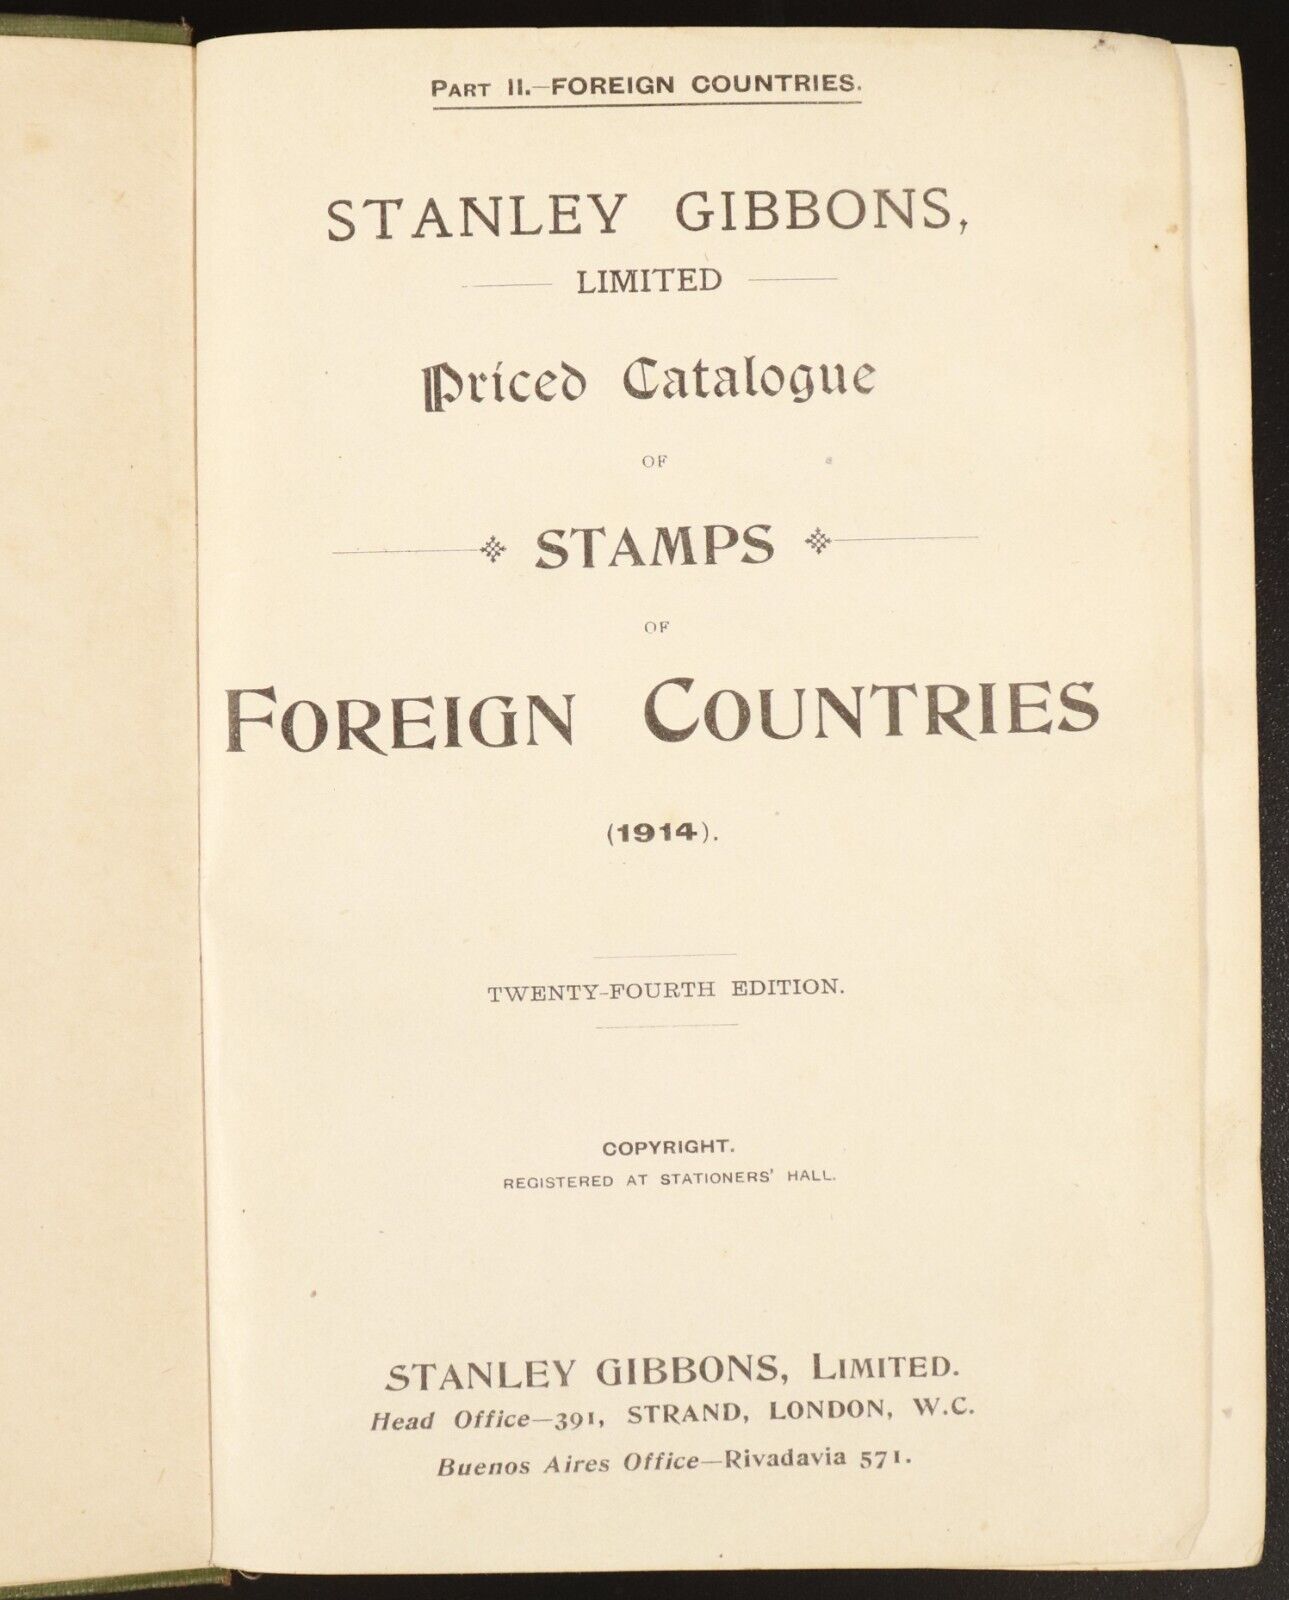 PART II.—FOREIGN COUNTRIES.
STANLEY GIBBONS,
LIMITED
Priced Catalogue
OF
STAMPS
OF
FOREIGN COUNTRIES
(1914).
TWENTY-FOURTH EDITION.
COPYRIGHT.
REGISTERED AT STATIONERS' HALL.
STANLEY GIBBONS, LIMITED.
Head Office—391, STRAND, LONDON, W.C.
Buenos Aires Office—Rivadavia 571.